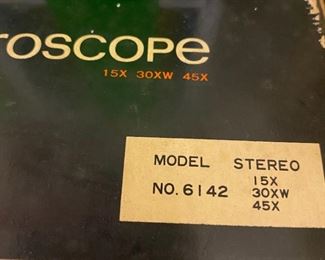 roscope
15X 30XW 45X
MODEL STEREO
15X
NO. 6142 30XW
45X